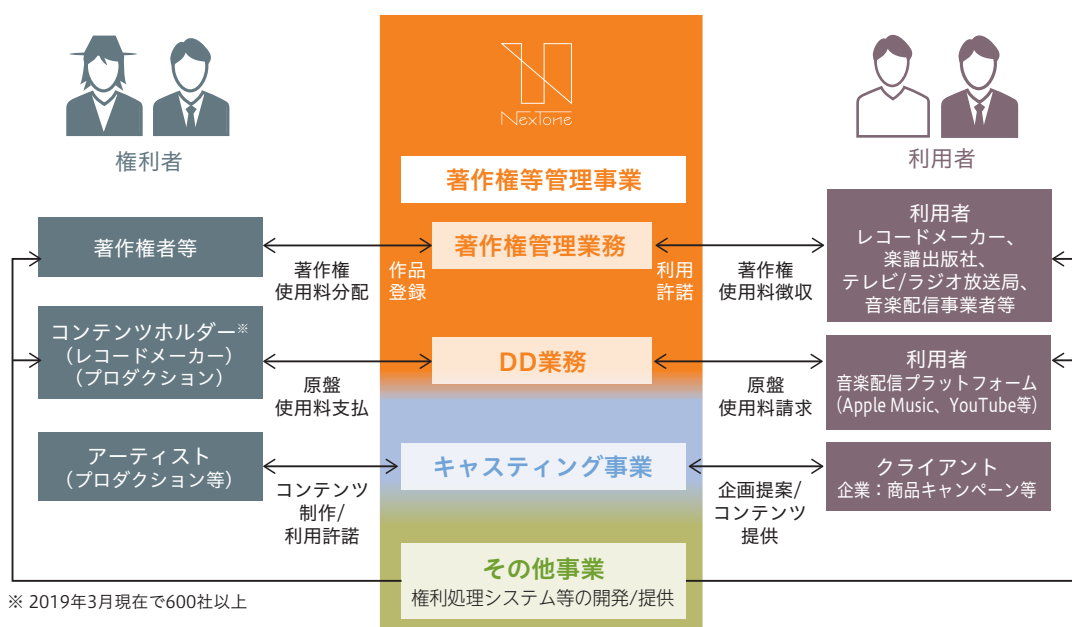 NexTone
権利者
利用者
著作権等管理事業
著作権者等
著作権
使用料分配
作品
登録
著作権管理業務
利用
許諾
著作権
使用料徴収
利用者
レコードメーカー、
楽譜出版社、
テレビ/ラジオ放送局、
音楽配信事業者等
コンテンツホルダー※
（レコードメーカー）
（プロダクション）
原盤
使用料支払
DD業務
原盤
使用料請求
利用者
音楽配信プラットフォーム
（Apple Music、YouTube等）
アーティスト
（プロダクション等）
コンテンツ
制作/
利用許諾
キャスティング事業
企画提案/
コンテンツ
提供
クライアント
企業：商品キャンペーン等
その他事業
権利処理システム等の開発/提供
※ 2019年3月現在で600社以上